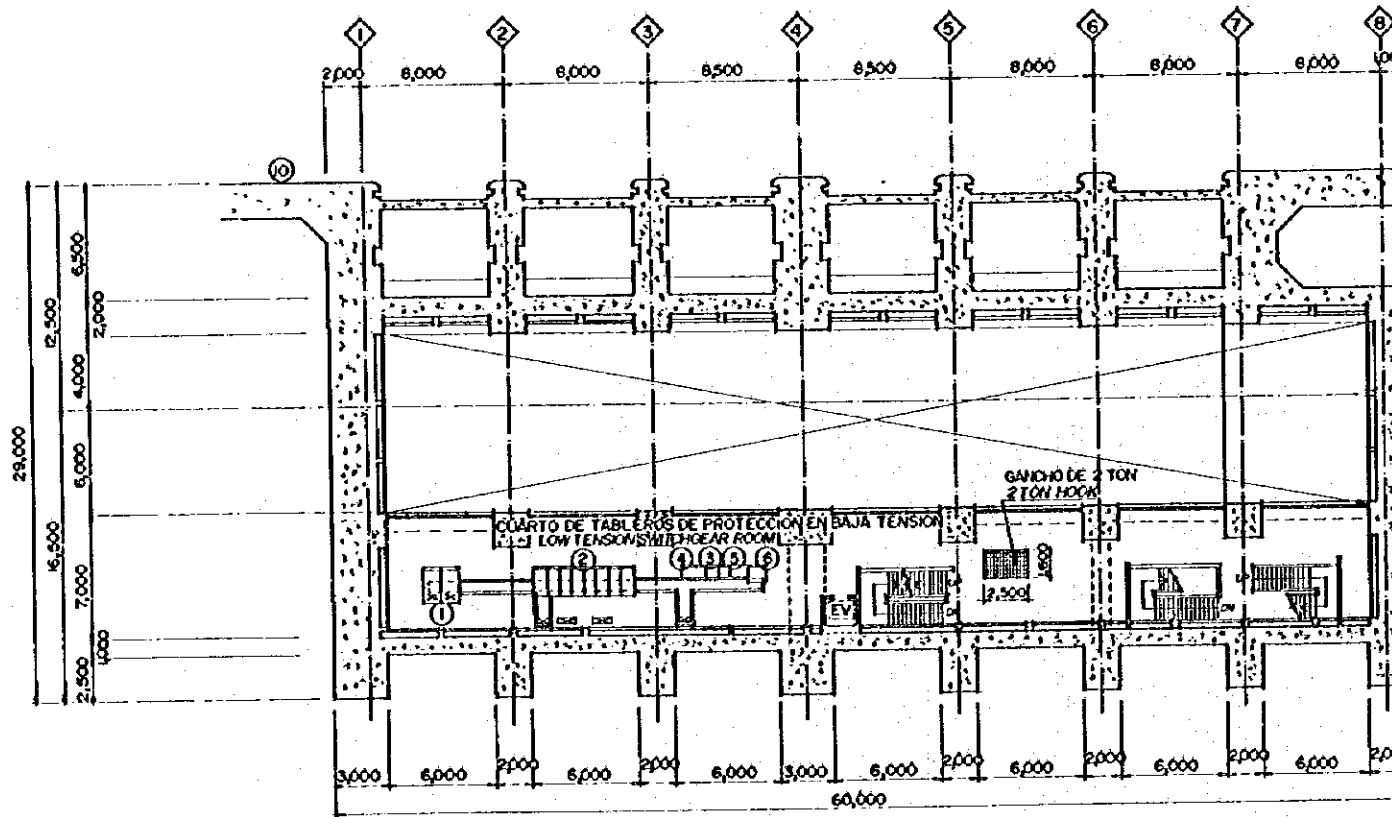 1 2 3 4 5 6 7 8
2,000 8,000 8,000 8,500 8,500 8,000 8,000 8,000
10
6,500
2,000
12,500
4,000
29,000
6,000
16,500
7,000
1,000
2,500
GANCHO DE 2 TON
2 TON HOOK
CUARTO DE TABLEROS DE PROTECCION EN BAJA TENSION
LOW TENSION SWITCHGEAR ROOM
2 4 3 5 6
2,500
1
EV
3,000 6,000 2,000 6,000 2,000 6,000 3,000 6,000 2,000 6,000 2,000 6,000 2,000 6,000
60,000